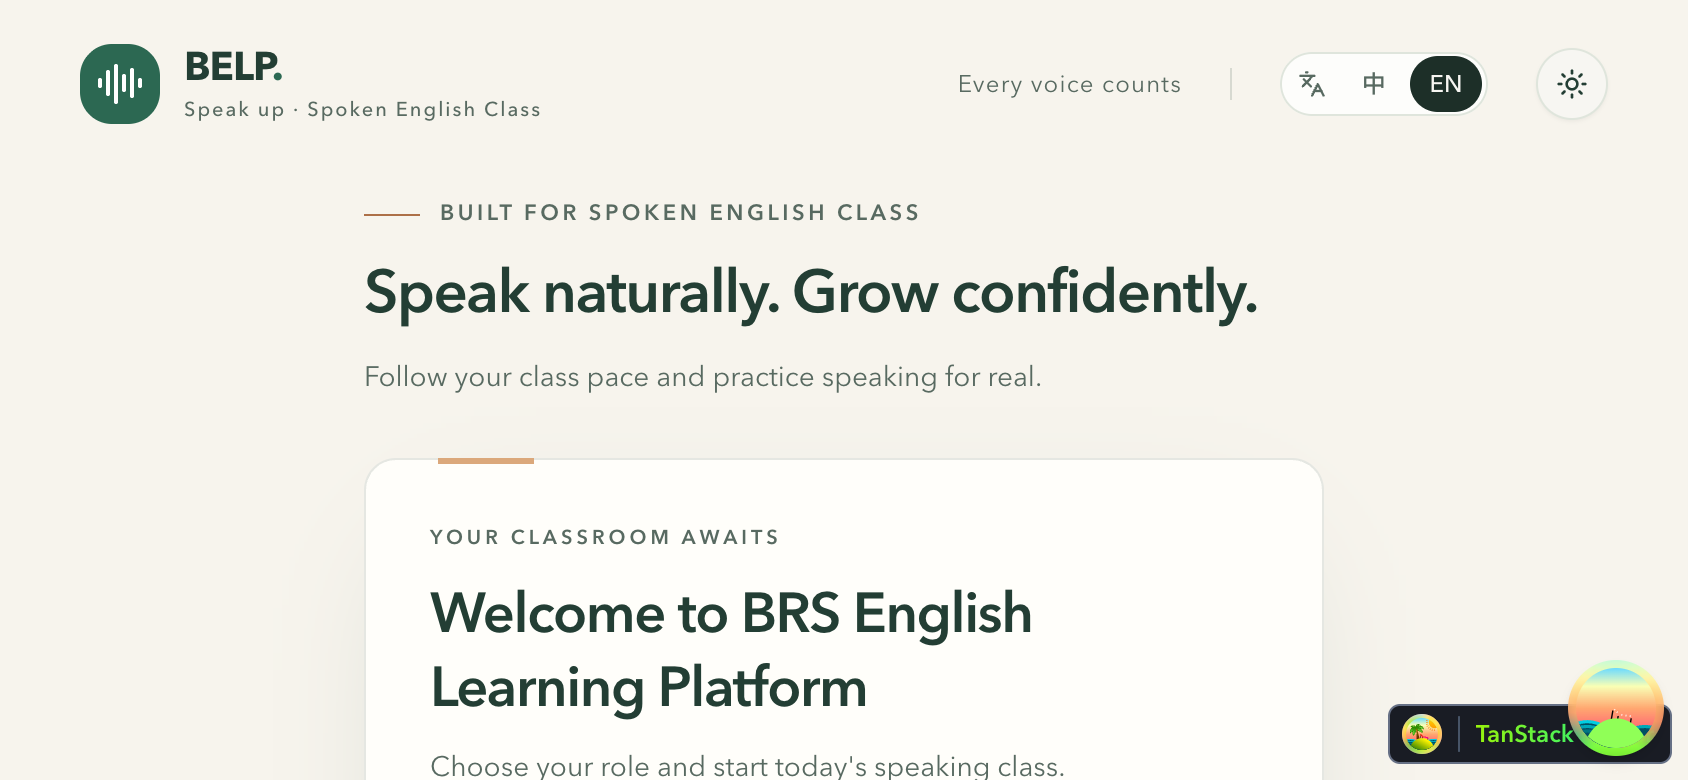 BELP.
Speak up · Spoken English Class
Every voice counts
中
EN
BUILT FOR SPOKEN ENGLISH CLASS
Speak naturally. Grow confidently.
Follow your class pace and practice speaking for real.
YOUR CLASSROOM AWAITS
Welcome to BRS English
Learning Platform
Choose your role and start today's speaking class.
TanStack